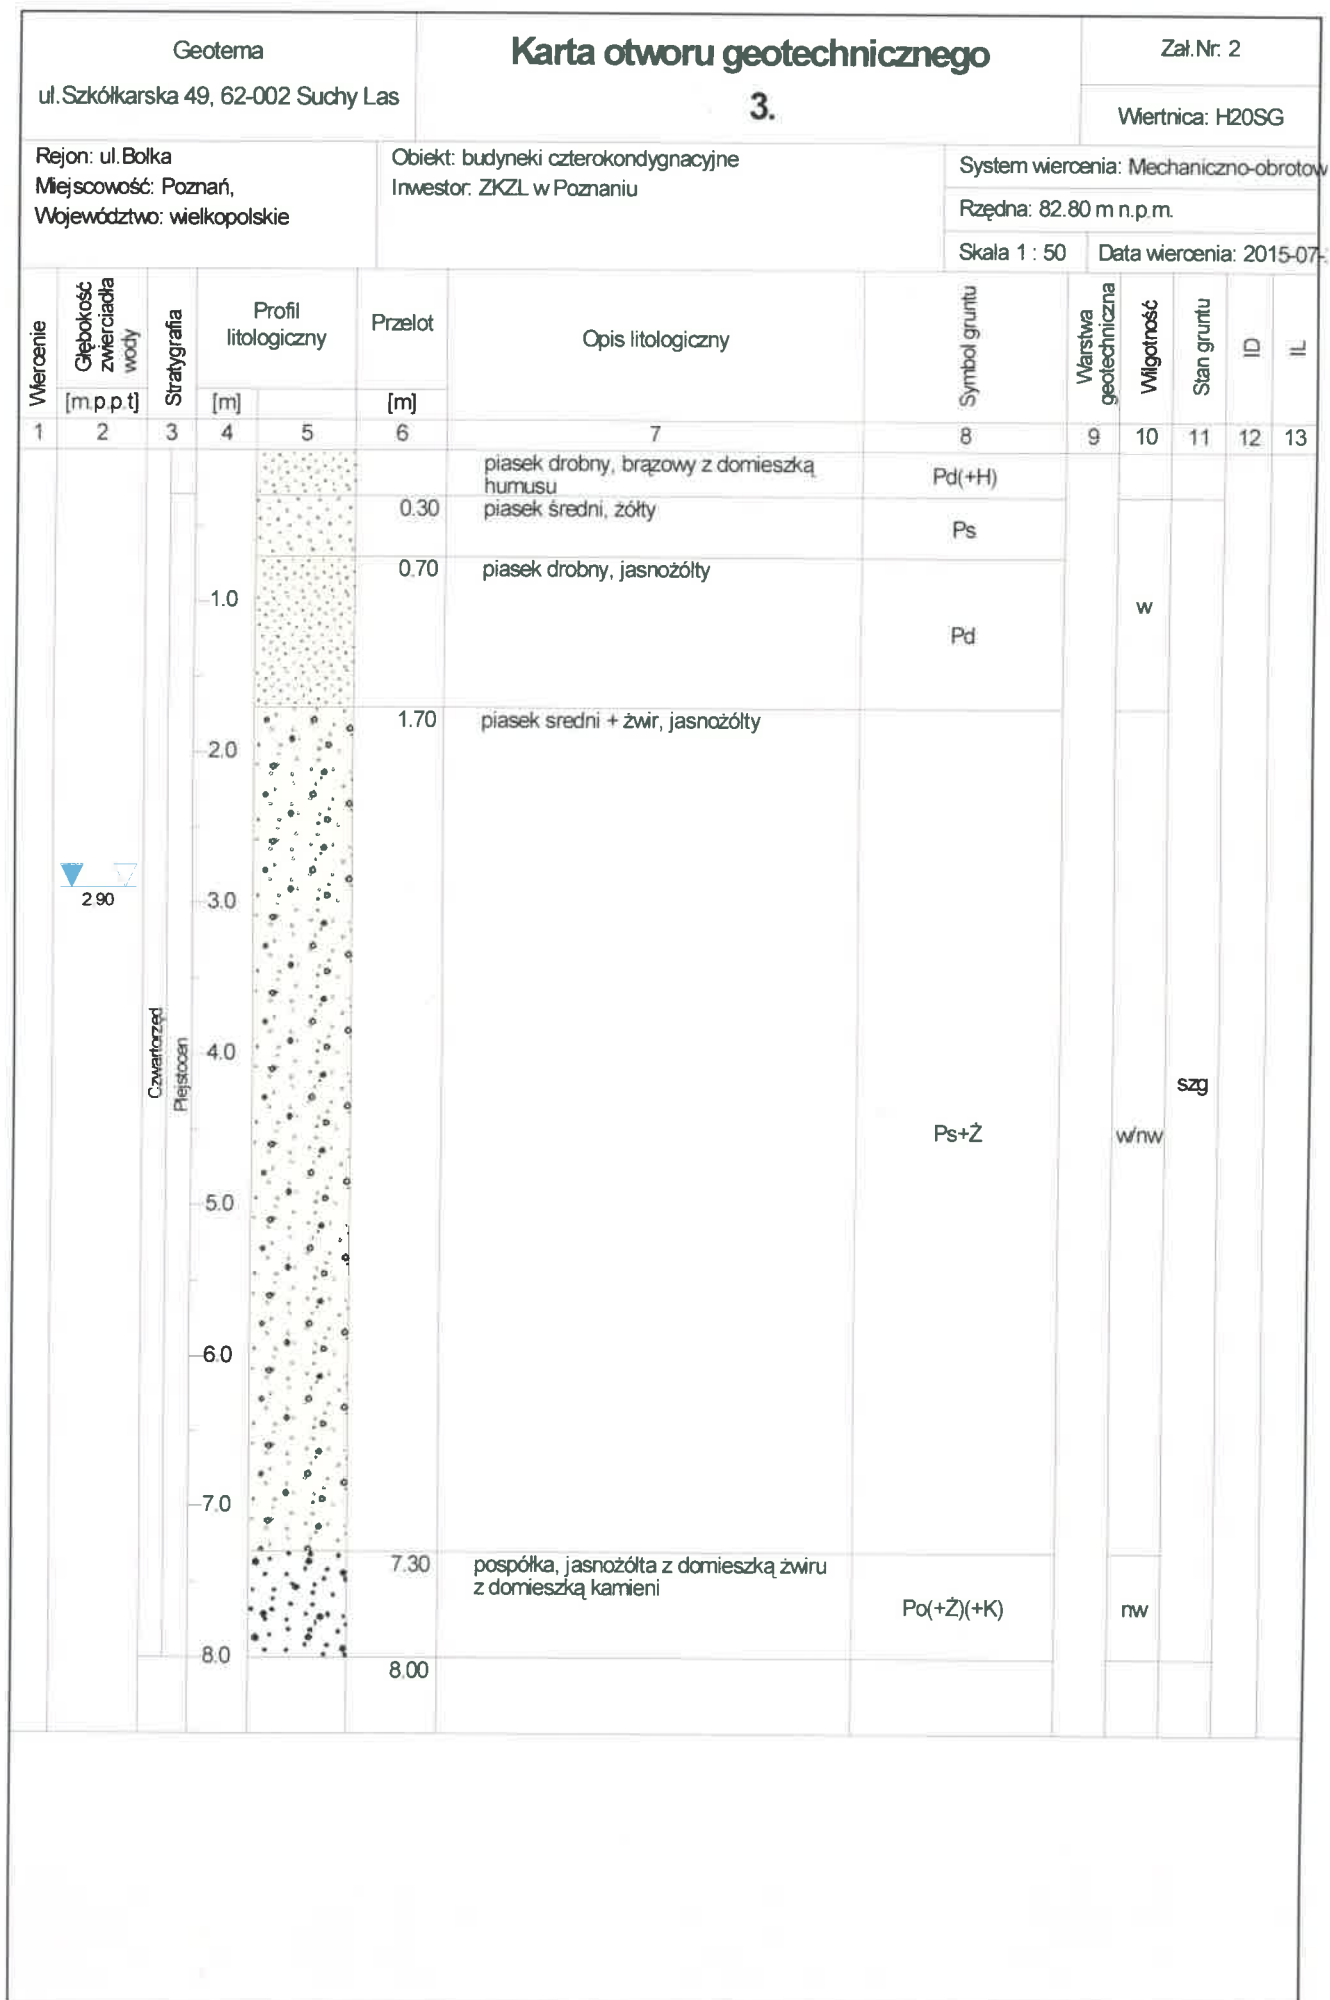 Geotema
ul.Szkółkarska 49, 62-002 Suchy Las
Karta otworu geotechnicznego
3.
Zał.Nr: 2
Wiertnica: H20SG
Rejon: ul.Bolka
Miejscowość: Poznań,
Województwo: wielkopolskie
Obiekt: budyneki czterokondygnacyjne
Inwestor: ZKZL w Poznaniu
System wiercenia: Mechaniczno-obrotow
Rzędna: 82.80 m n.p.m.
Skala 1 : 50 Data wiercenia: 2015-07-
Wiercenie
Głębokość zwierciadła wody
[m.p.p.t]
Stratygrafia
Profil litologiczny
[m]
Przelot
[m]
Opis litologiczny
Symbol gruntu
Warstwa geotechniczna
Wilgotność
Stan gruntu
ID
IL
1 2 3 4 5 6 7 8 9 10 11 12 13
piasek drobny, brązowy z domieszką
humusu
Pd(+H)
0.30 piasek średni, żółty
Ps
0.70 piasek drobny, jasnożółty
1.0
w
Pd
1.70 piasek sredni + żwir, jasnożółty
2.0
2.90
3.0
Czwartorzęd
Plejstocen
4.0
szg
Ps+Ż
w/nw
5.0
6.0
7.0
7.30 pospółka, jasnożółta z domieszką żwiru
z domieszką kamieni
Po(+Ż)(+K)
nw
8.0
8.00